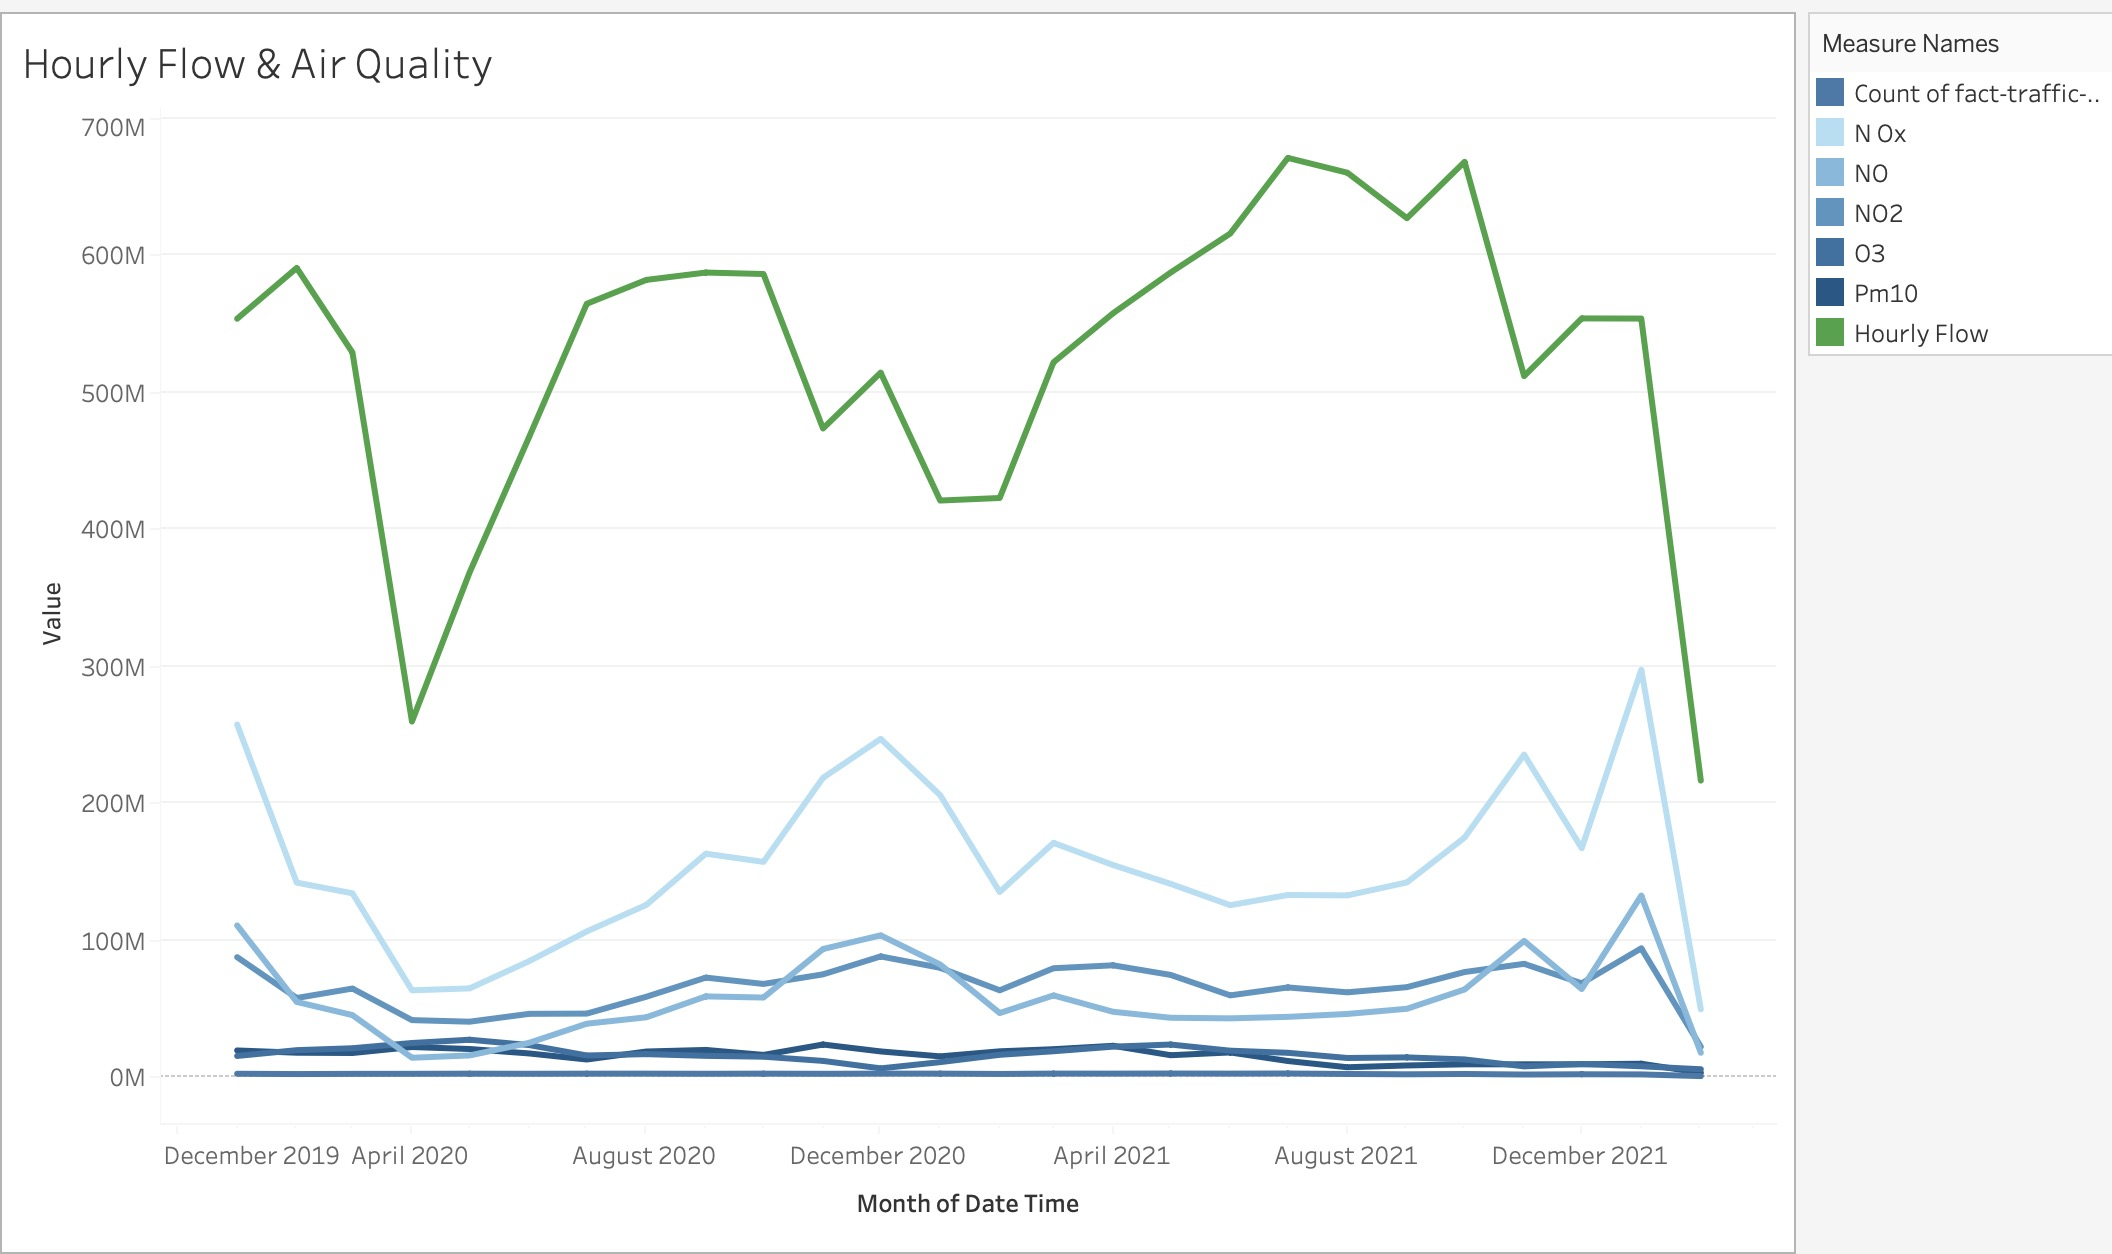 Hourly Flow & Air Quality
700M
600M
500M
400M
300M
200M
100M
0M
Value
December 2019 April 2020 August 2020 December 2020 April 2021 August 2021 December 2021
Month of Date Time
Measure Names
Count of fact-traffic-..
N Ox
NO
NO2
O3
Pm10
Hourly Flow